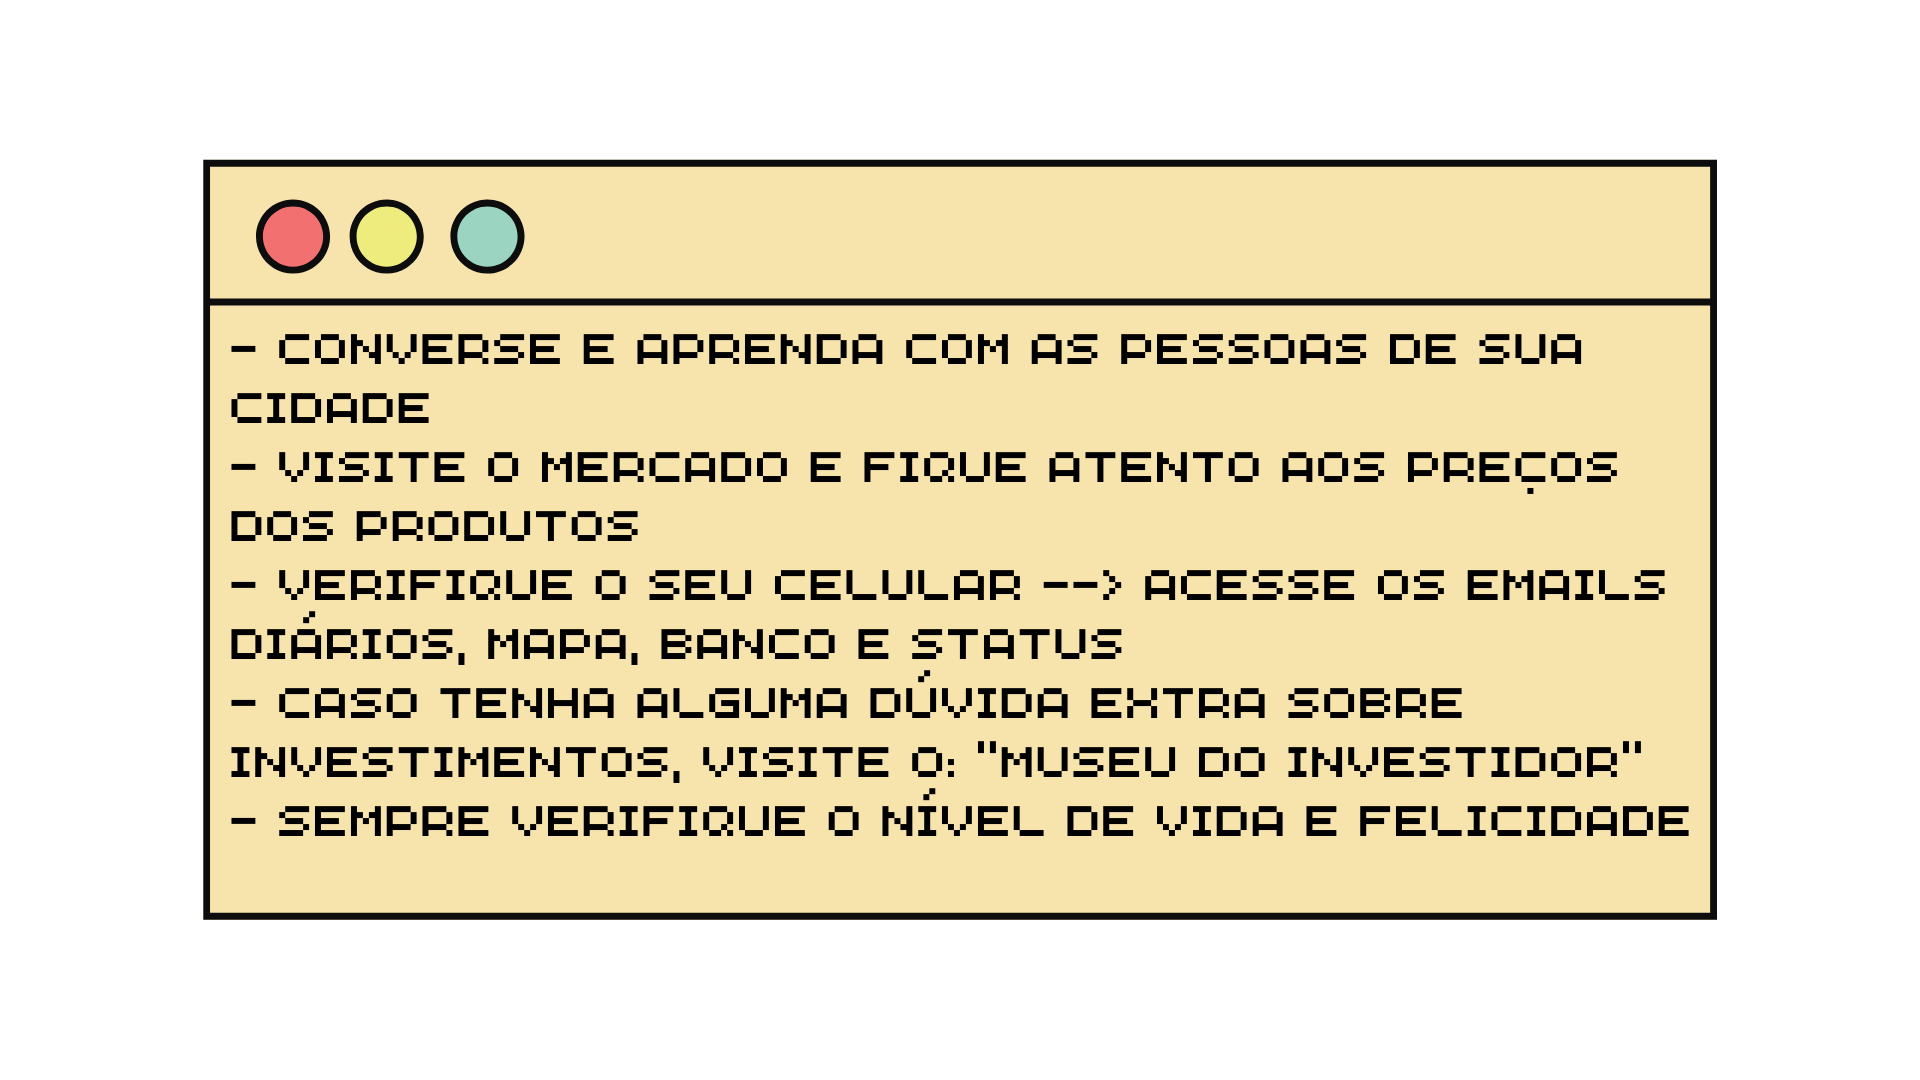 - CONVERSE E APRENDA COM AS PESSOAS DE SUA
CIDADE
- VISITE O MERCADO E FIQUE ATENTO AOS PREÇOS
DOS PRODUTOS
- VERIFIQUE O SEU CELULAR --> ACESSE OS EMAILS
DIÁRIOS, MAPA, BANCO E STATUS
- CASO TENHA ALGUMA DÚVIDA EXTRA SOBRE
INVESTIMENTOS, VISITE O: "MUSEU DO INVESTIDOR"
- SEMPRE VERIFIQUE O NÍVEL DE VIDA E FELICIDADE